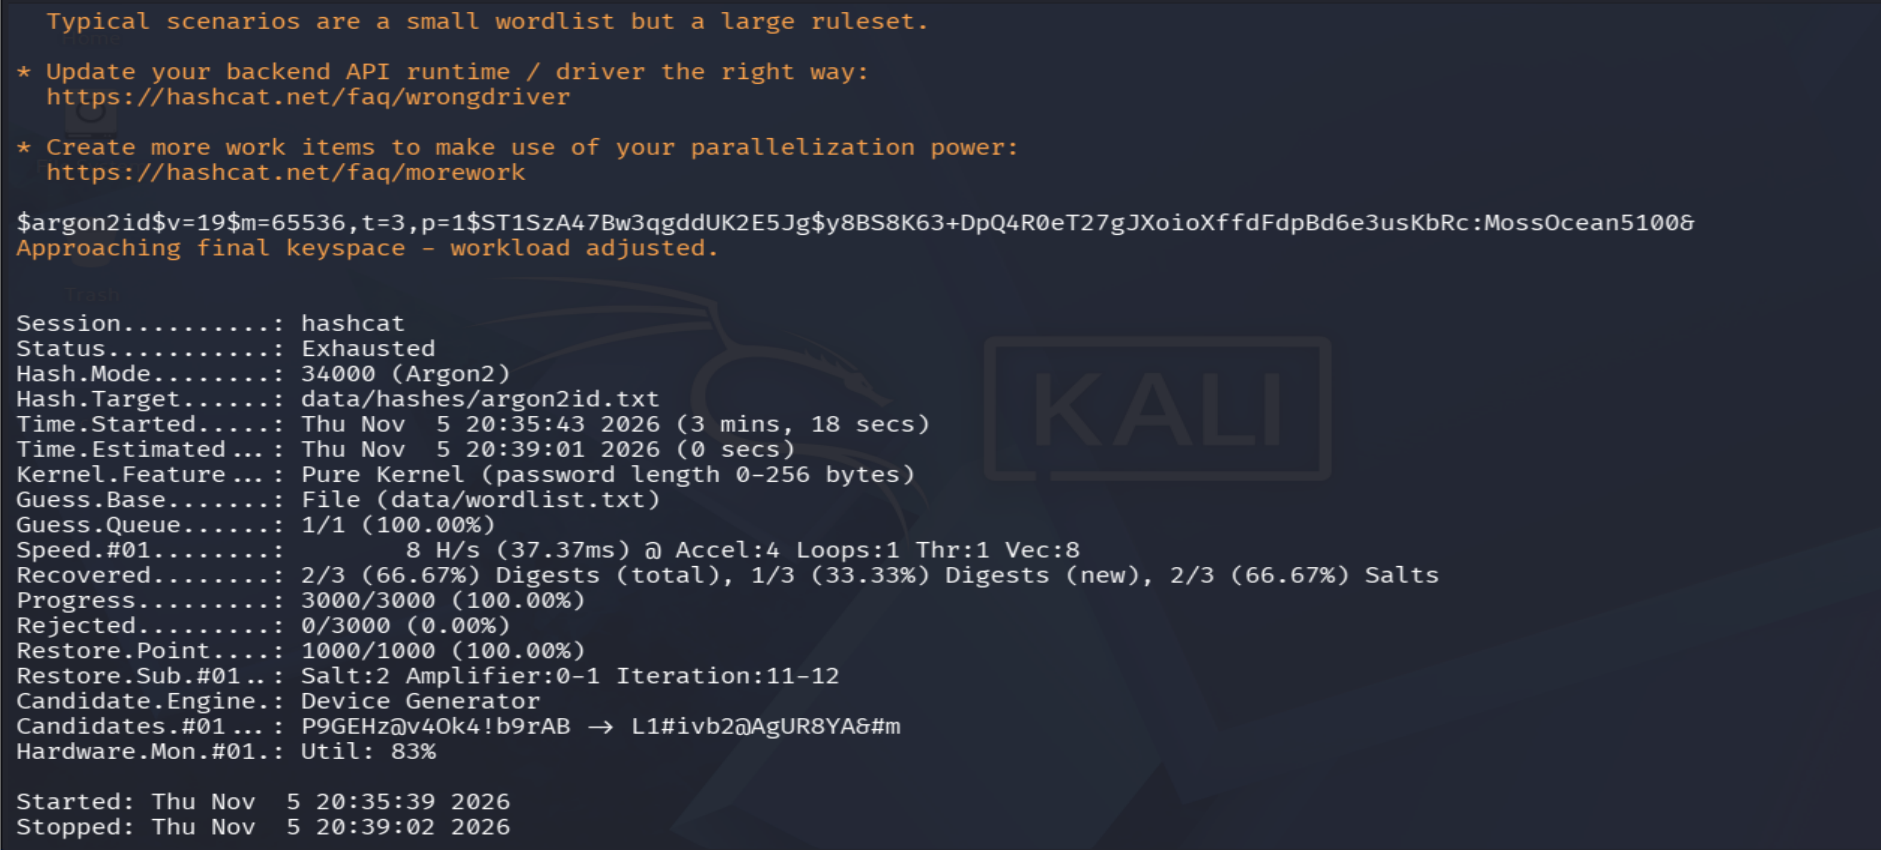 Typical scenarios are a small wordlist but a large ruleset.
* Update your backend API runtime / driver the right way:
https://hashcat.net/faq/wrongdriver
* Create more work items to make use of your parallelization power:
https://hashcat.net/faq/morework
$argon2id$v=19$m=65536,t=3,p=1$ST1SzA47Bw3qgddUK2E5Jg$y8BS8K63+DpQ4R0eT27gJXoioXffdFdpBd6e3usKbRc:MossOcean5100&
Approaching final keyspace - workload adjusted.
Trash
Session..........: hashcat
Status...........: Exhausted
Hash.Mode........: 34000 (Argon2)
Hash.Target......: data/hashes/argon2id.txt
Time.Started.....: Thu Nov  5 20:35:43 2026 (3 mins, 18 secs)
Time.Estimated...: Thu Nov  5 20:39:01 2026 (0 secs)
Kernel.Feature...: Pure Kernel (password length 0-256 bytes)
Guess.Base.......: File (data/wordlist.txt)
Guess.Queue......: 1/1 (100.00%)
Speed.#01........:        8 H/s (37.37ms) @ Accel:4 Loops:1 Thr:1 Vec:8
Recovered........: 2/3 (66.67%) Digests (total), 1/3 (33.33%) Digests (new), 2/3 (66.67%) Salts
Progress.........: 3000/3000 (100.00%)
Rejected.........: 0/3000 (0.00%)
Restore.Point....: 1000/1000 (100.00%)
Restore.Sub.#01..: Salt:2 Amplifier:0-1 Iteration:11-12
Candidate.Engine.: Device Generator
Candidates.#01...: P9GEHz@v4Ok4!b9rAB -> L1#ivb2@AgUR8YA&#m
Hardware.Mon.#01.: Util: 83%
Started: Thu Nov  5 20:35:39 2026
Stopped: Thu Nov  5 20:39:02 2026
KALI
Home